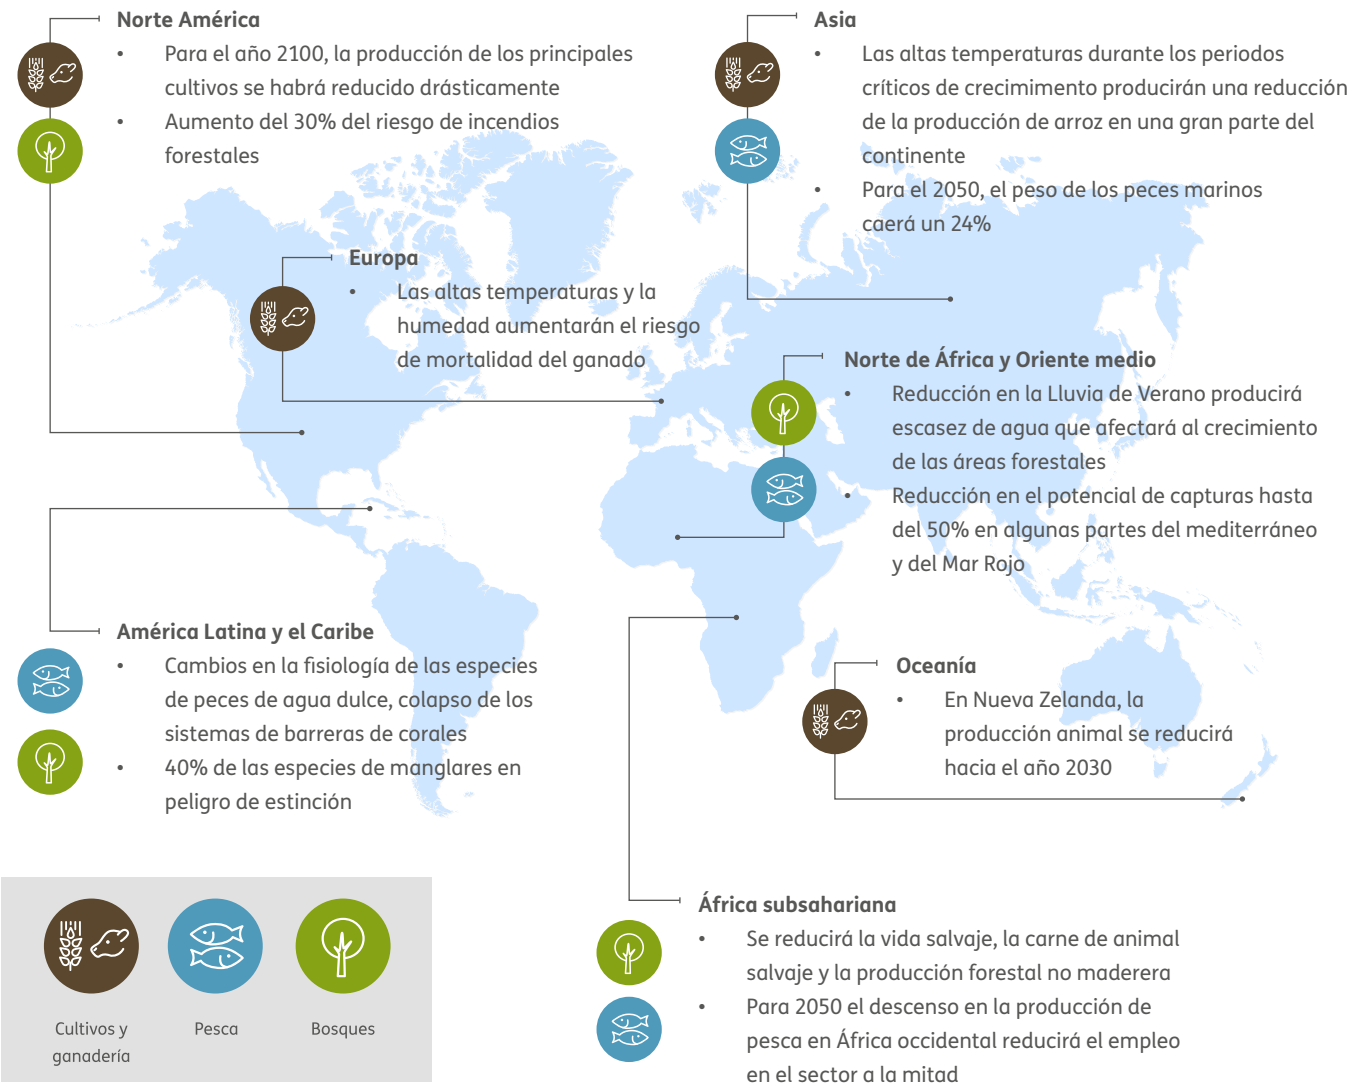 Norte América
• Para el año 2100, la producción de los principales
cultivos se habrá reducido drásticamente
• Aumento del 30% del riesgo de incendios
forestales
Asia
• Las altas temperaturas durante los periodos
críticos de crecimimento producirán una reducción
de la producción de arroz en una gran parte del
continente
• Para el 2050, el peso de los peces marinos
caerá un 24%
Europa
• Las altas temperaturas y la
humedad aumentarán el riesgo
de mortalidad del ganado
Norte de África y Oriente medio
• Reducción en la Lluvia de Verano producirá
escasez de agua que afectará al crecimiento
de las áreas forestales
• Reducción en el potencial de capturas hasta
del 50% en algunas partes del mediterráneo
y del Mar Rojo
América Latina y el Caribe
• Cambios en la fisiología de las especies
de peces de agua dulce, colapso de los
sistemas de barreras de corales
• 40% de las especies de manglares en
peligro de estinción
Oceanía
• En Nueva Zelanda, la
producción animal se reducirá
hacia el año 2030
África subsahariana
• Se reducirá la vida salvaje, la carne de animal
salvaje y la producción forestal no maderera
• Para 2050 el descenso en la producción de
pesca en África occidental reducirá el empleo
en el sector a la mitad
Cultivos y
ganadería
Pesca
Bosques